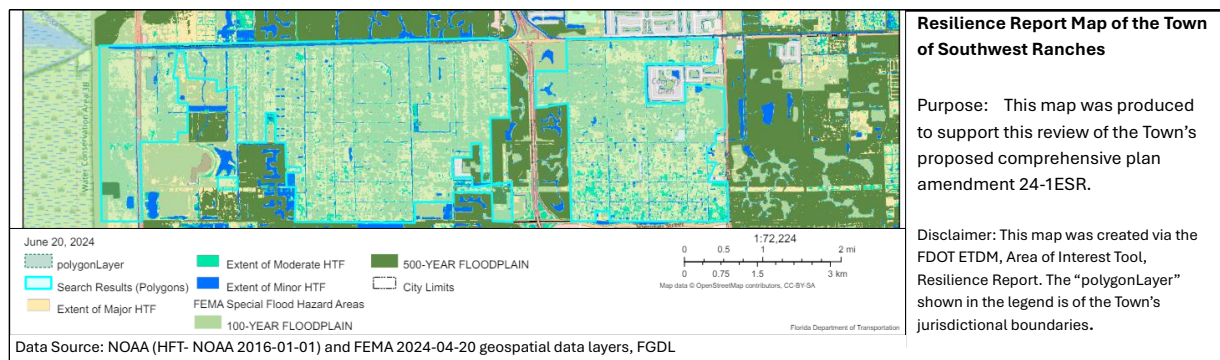 Water Conservation Area 3B
June 20, 2024
polygonLayer
Search Results (Polygons)
Extent of Major HTF
Extent of Moderate HTF
Extent of Minor HTF
FEMA Special Flood Hazard Areas
100-YEAR FLOODPLAIN
500-YEAR FLOODPLAIN
City Limits
1:72,224
0 0.5 1 2 mi
0 0.75 1.5 3 km
Map data © OpenStreetMap contributors, CC-BY-SA
Florida Department of Transportation
Data Source: NOAA (HFT- NOAA 2016-01-01) and FEMA 2024-04-20 geospatial data layers, FGDL
Resilience Report Map of the Town
of Southwest Ranches
Purpose: This map was produced
to support this review of the Town’s
proposed comprehensive plan
amendment 24-1ESR.
Disclaimer: This map was created via the
FDOT ETDM, Area of Interest Tool,
Resilience Report. The “polygonLayer”
shown in the legend is of the Town’s
jurisdictional boundaries.